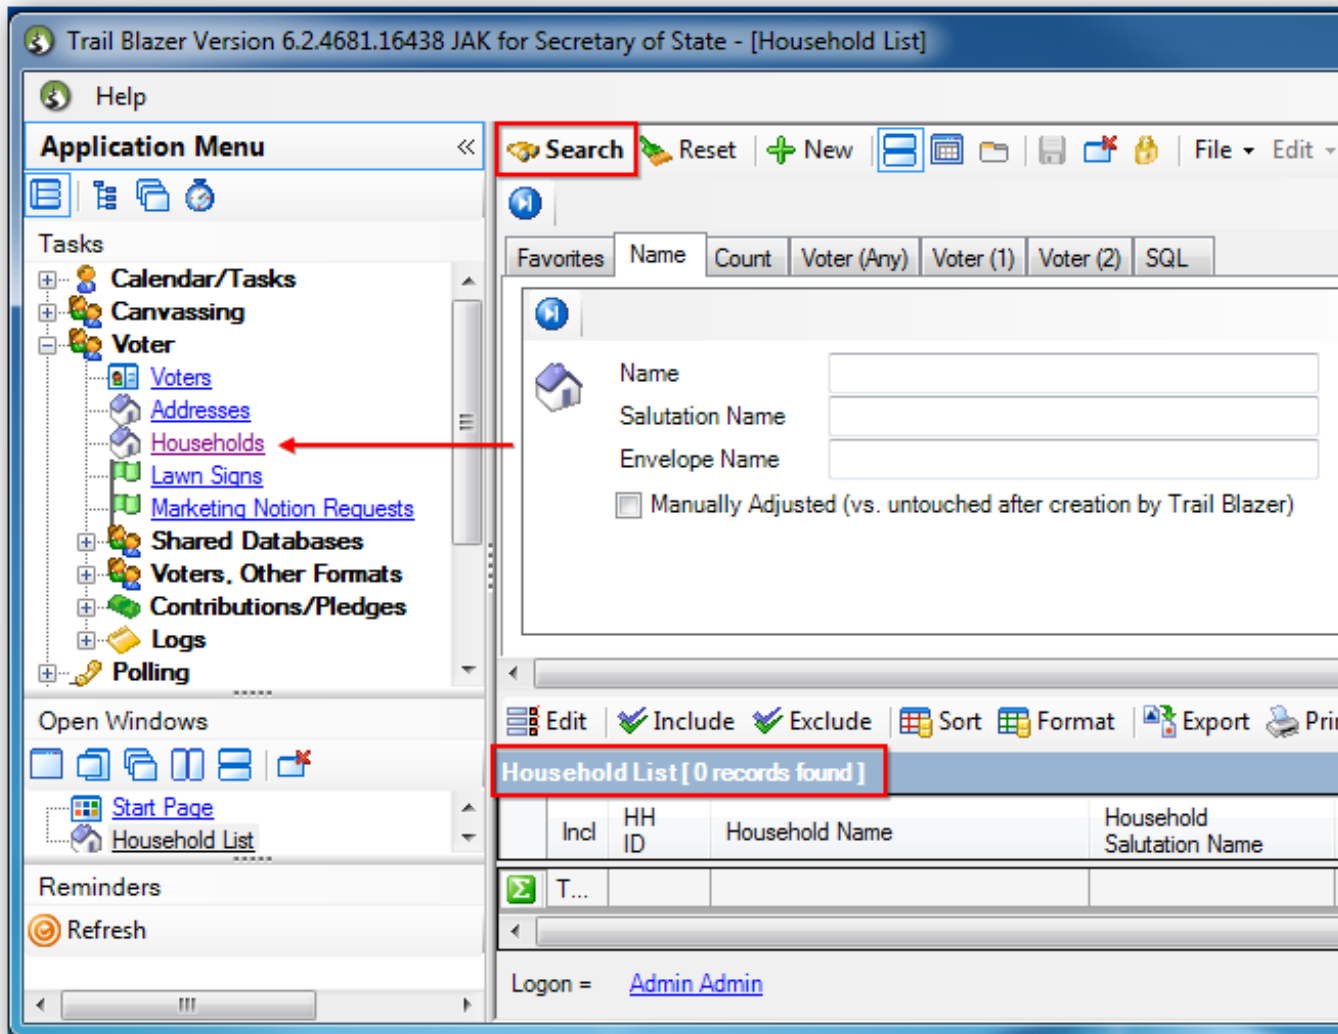 Trail Blazer Version 6.2.4681.16438 JAK for Secretary of State - [Household List]
Help
Application Menu
Search Reset New File Edit
Tasks
Calendar/Tasks
Canvassing
Voter
Voters
Addresses
Households
Lawn Signs
Marketing Notion Requests
Shared Databases
Voters, Other Formats
Contributions/Pledges
Logs
Polling
Open Windows
Start Page
Household List
Reminders
Refresh
Favorites Name Count Voter (Any) Voter (1) Voter (2) SQL
Name
Salutation Name
Envelope Name
Manually Adjusted (vs. untouched after creation by Trail Blazer)
Edit Include Exclude Sort Format Export Pri
Household List [ 0 records found ]
Incl HH ID Household Name Household Salutation Name
Σ T...
Logon = Admin Admin